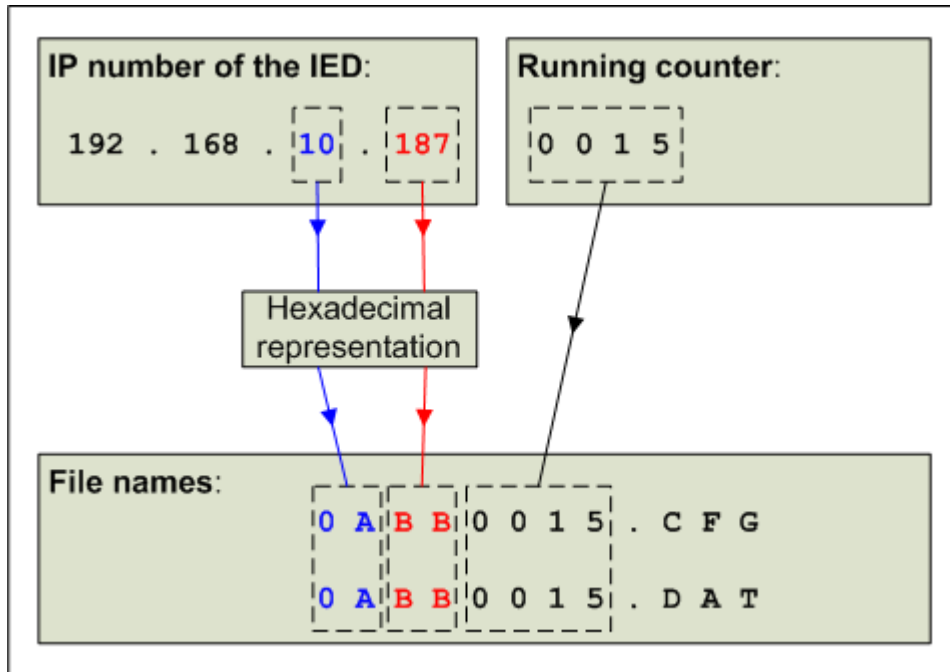 IP number of the IED:
192 . 168 . 10 . 187
Running counter:
0 0 1 5
Hexadecimal
representation
File names:
0 A B B 0 0 1 5 . C F G
0 A B B 0 0 1 5 . D A T